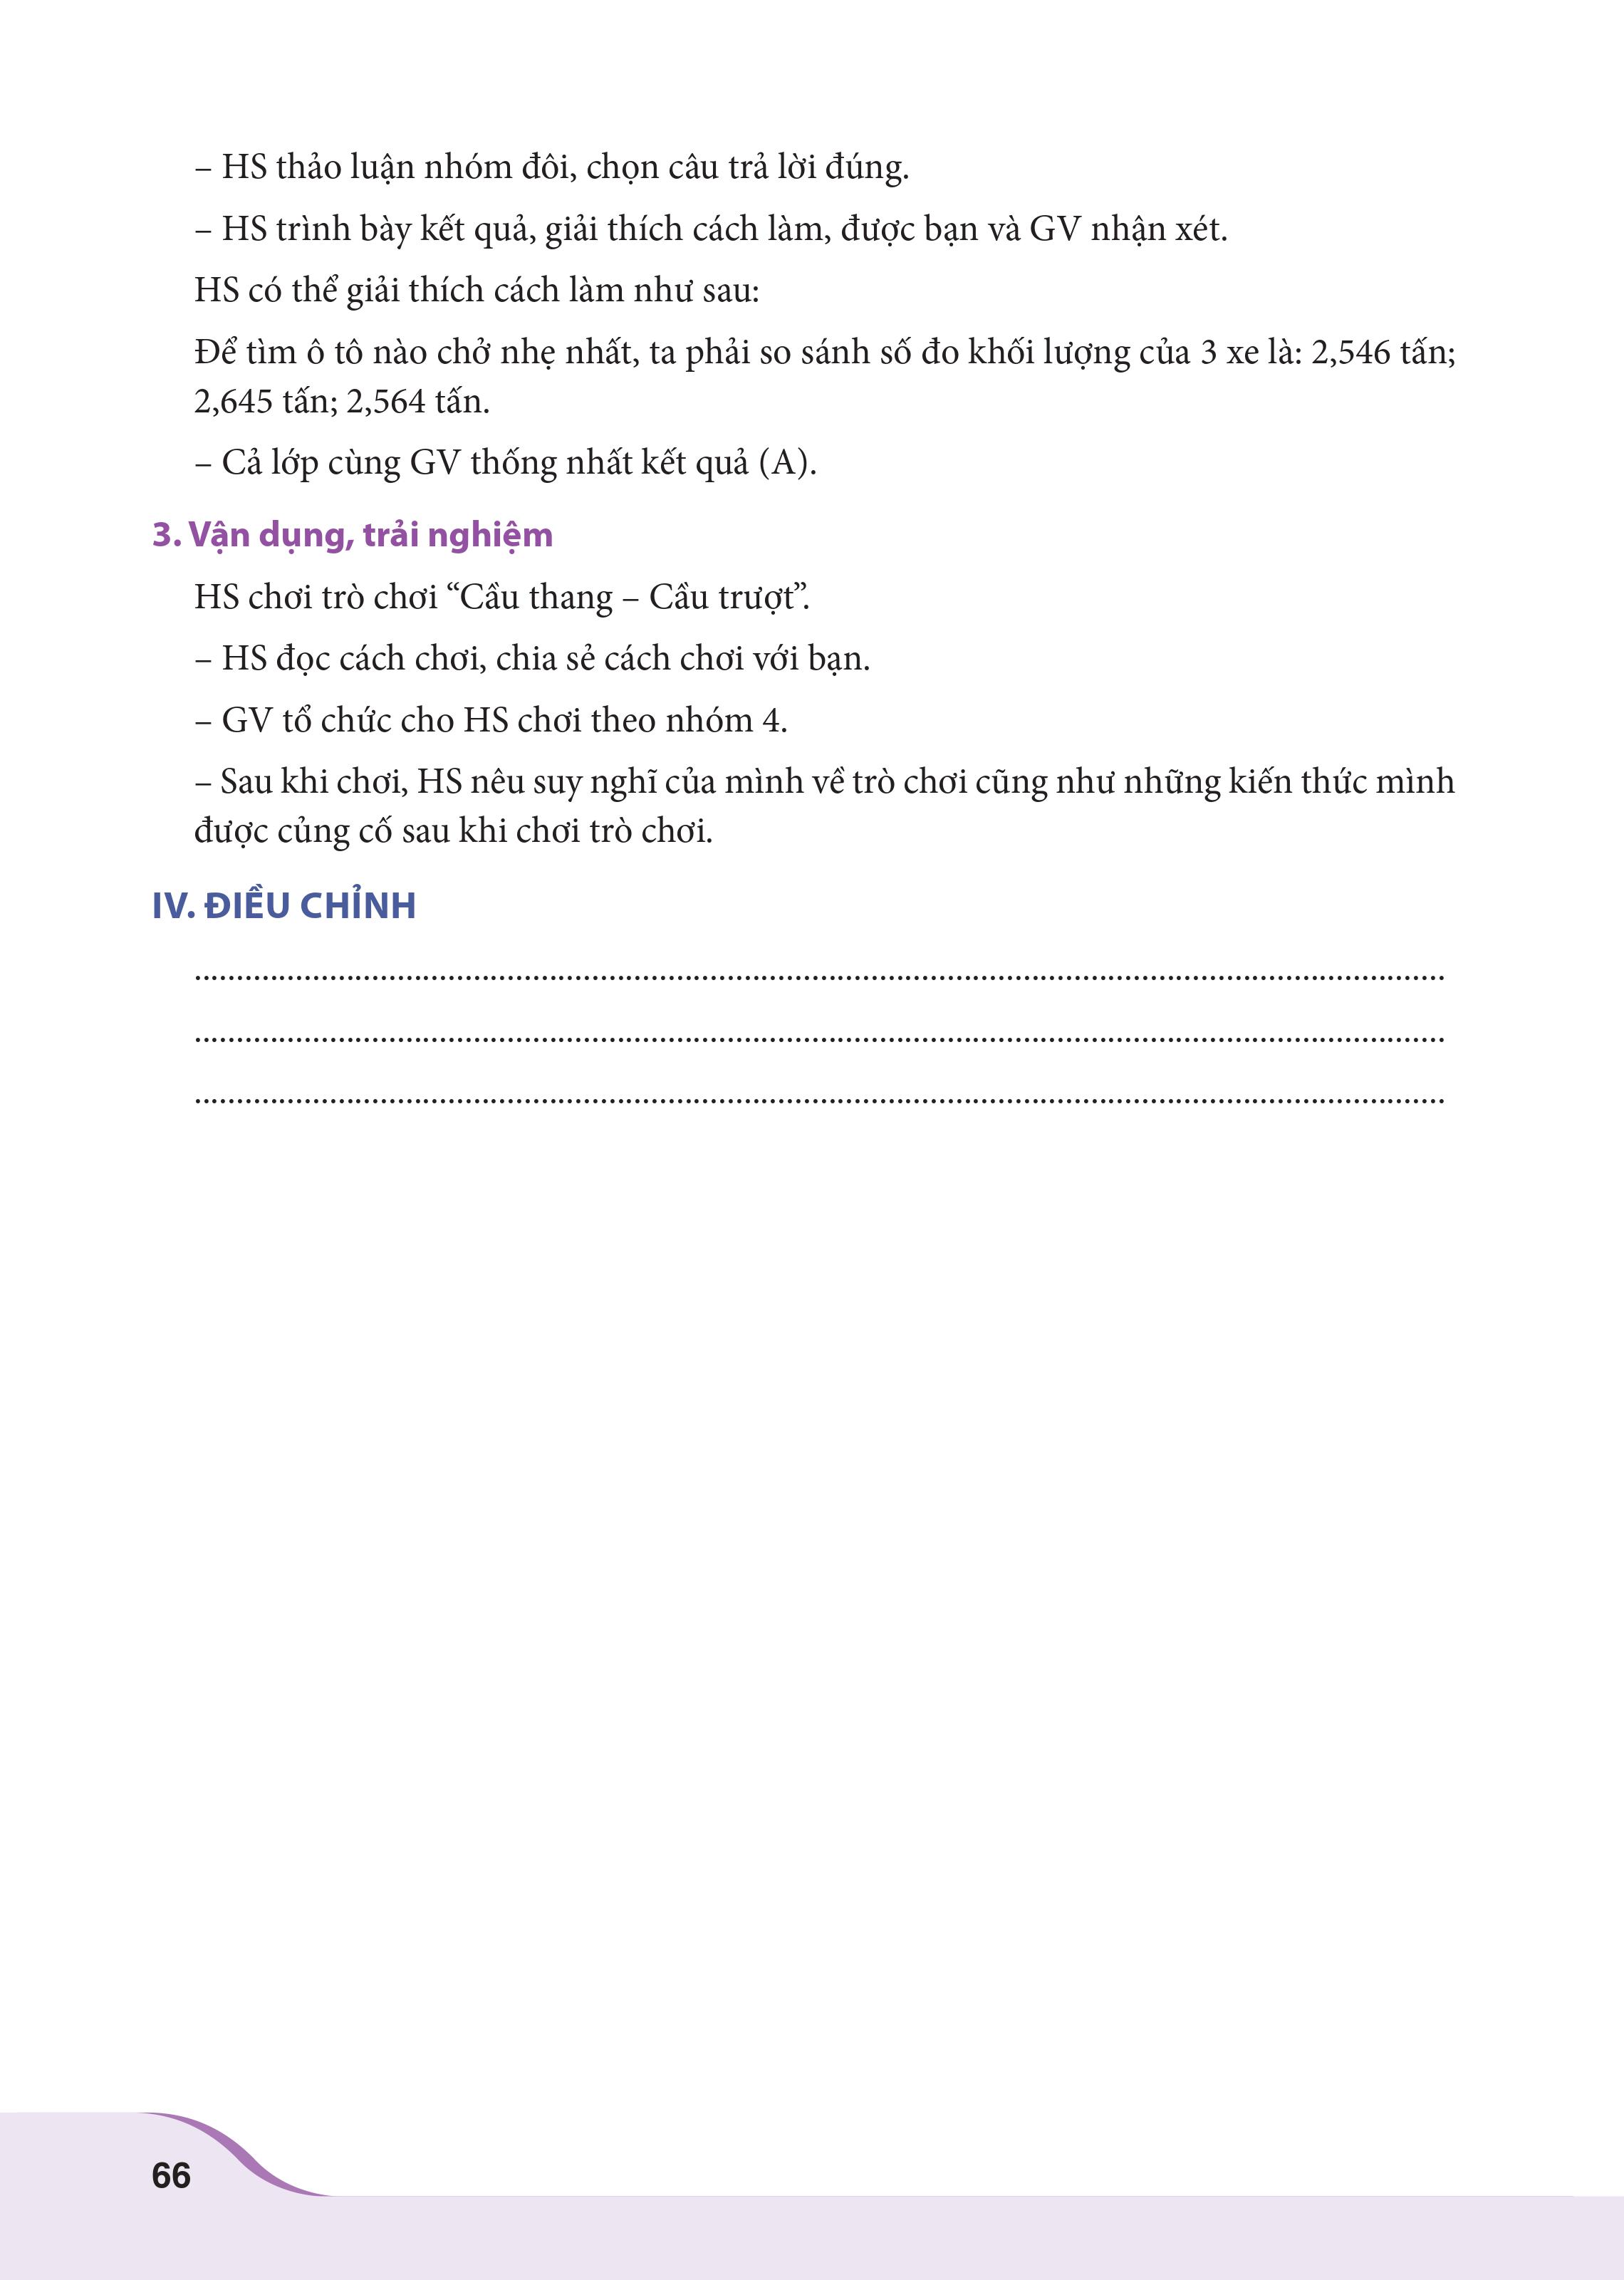 – HS thảo luận nhóm đôi, chọn câu trả lời đúng.
– HS trình bày kết quả, giải thích cách làm, được bạn và GV nhận xét.
HS có thể giải thích cách làm như sau:
Để tìm ô tô nào chở nhẹ nhất, ta phải so sánh số đo khối lượng của 3 xe là: 2,546 tấn;
2,645 tấn; 2,564 tấn.
– Cả lớp cùng GV thống nhất kết quả (A).
3. Vận dụng, trải nghiệm
HS chơi trò chơi “Cầu thang – Cầu trượt”.
– HS đọc cách chơi, chia sẻ cách chơi với bạn.
– GV tổ chức cho HS chơi theo nhóm 4.
– Sau khi chơi, HS nêu suy nghĩ của mình về trò chơi cũng như những kiến thức mình
được củng cố sau khi chơi trò chơi.
IV. ĐIỀU CHỈNH
66